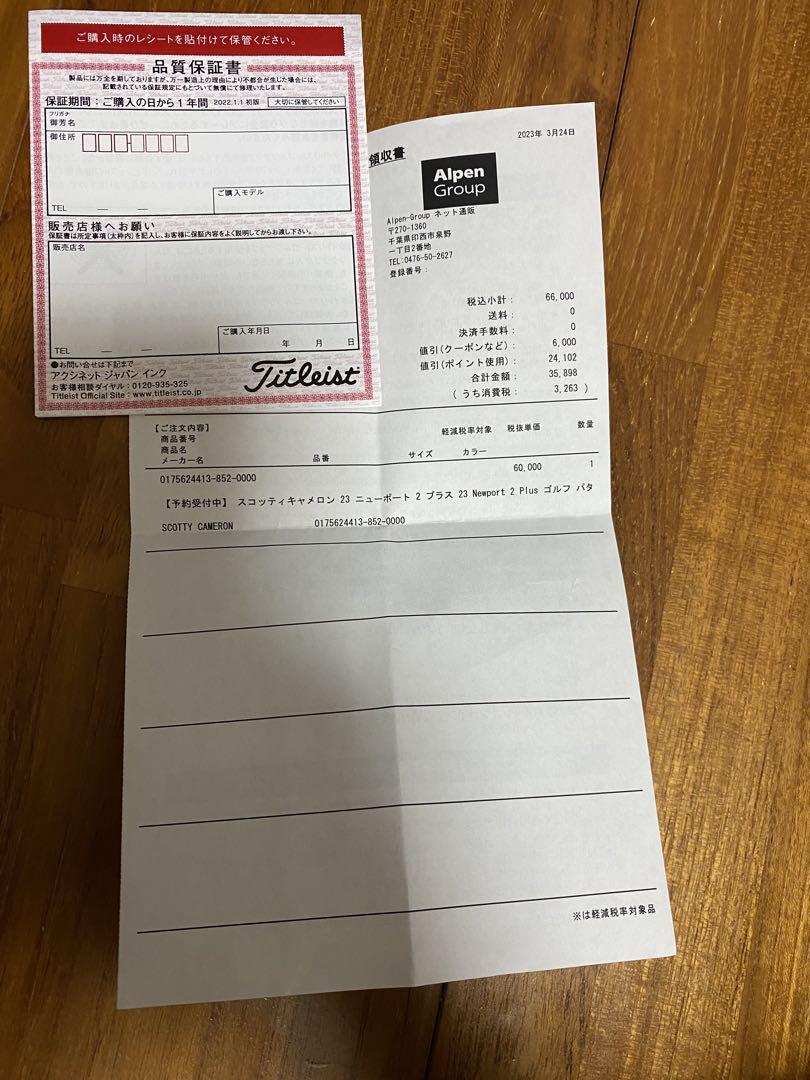 ご購入時のレシートを貼付けて保管ください。
品質保証書
製品には万全を期しておりますが、万一製造上の理由により不都合が生じた場合には、
記載されている保証規定にもとづいて無償にて修理いたします。
保証期間：ご購入の日から1年間 2022.1.1 初版 大切に保管してください
フリガナ
御芳名
御住所
ご購入モデル
TEL — —
販売店様へお願い
保証書は所定事項(太枠内)を記入し、お客様に保証内容をよく説明してからお渡し下さい。
販売店名
ご購入年月日
年 月 日
TEL — —
●お問い合せは下記まで
アクシネット ジャパン インク
お客様相談ダイヤル：0120-935-325
Titleist Official Site：www.titleist.co.jp
Titleist
2023年 3月24日
領収書
Alpen
Group
Alpen-Group ネット通販
〒270-1360
千葉県印西市泉野
一丁目2番地
TEL:0476-50-2627
登録番号：
税込小計： 66,000
送料： 0
決済手数料： 0
値引(クーポンなど)： 6,000
値引(ポイント使用)： 24,102
合計金額： 35,898
( うち消費税： 3,263 )
【ご注文内容】
商品番号 軽減税率対象 税抜単価 数量
商品名
メーカー名 品番 サイズ カラー
0175624413-852-0000 60,000 1
【予約受付中】 スコッティキャメロン 23 ニューポート 2 プラス 23 Newport 2 Plus ゴルフ パタ
SCOTTY CAMERON 0175624413-852-0000
※は軽減税率対象品